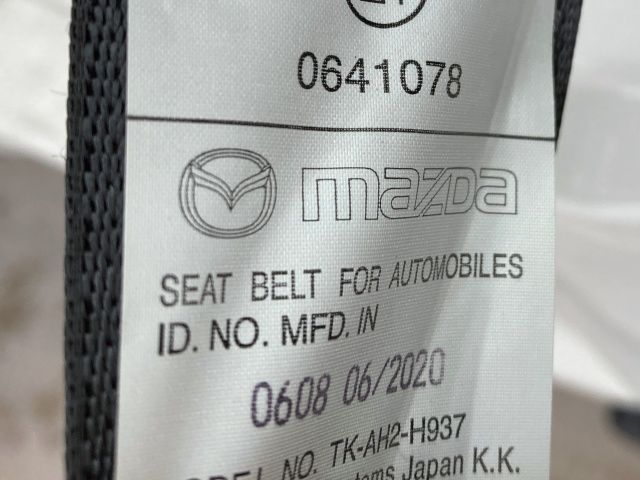 0641078
mazda
SEAT BELT FOR AUTOMOBILES
ID. NO. MFD. IN
0608 06/2020
NO. TK-AH2-H937
Japan K.K.